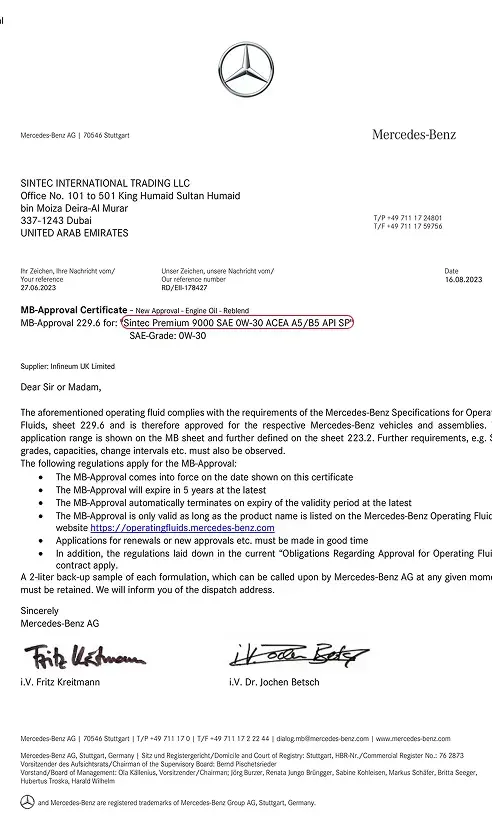 al
Mercedes-Benz AG | 70546 Stuttgart
Mercedes-Benz
SINTEC INTERNATIONAL TRADING LLC
Office No. 101 to 501 King Humaid Sultan Humaid
bin Moiza Deira-Al Murar
337-1243 Dubai
UNITED ARAB EMIRATES
T/P +49 711 17 24801
T/F +49 711 17 59756
Ihr Zeichen, Ihre Nachricht vom/ Unser Zeichen, unsere Nachricht vom/ Date
Your reference Our reference number 16.08.2023
27.06.2023 RD/EII-178427
MB-Approval Certificate - New Approval - Engine Oil - Reblend
MB-Approval 229.6 for: "Sintec Premium 9000 SAE 0W-30 ACEA A5/B5 API SP"
SAE-Grade: 0W-30
Supplier: Infineum UK Limited
Dear Sir or Madam,
The aforementioned operating fluid complies with the requirements of the Mercedes-Benz Specifications for Operat
Fluids, sheet 229.6 and is therefore approved for the respective Mercedes-Benz vehicles and assemblies.
application range is shown on the MB sheet and further defined on the sheet 223.2. Further requirements, e.g. S
grades, capacities, change intervals etc. must also be observed.
The following regulations apply for the MB-Approval:
• The MB-Approval comes into force on the date shown on this certificate
• The MB-Approval will expire in 5 years at the latest
• The MB-Approval automatically terminates on expiry of the validity period at the latest
• The MB-Approval is only valid as long as the product name is listed on the Mercedes-Benz Operating Fluid
website https://operatingfluids.mercedes-benz.com
• Applications for renewals or new approvals etc. must be made in good time
• In addition, the regulations laid down in the current "Obligations Regarding Approval for Operating Flui
contract apply.
A 2-liter back-up sample of each formulation, which can be called upon by Mercedes-Benz AG at any given mome
must be retained. We will inform you of the dispatch address.
Sincerely
Mercedes-Benz AG
Fritz Kreitmann
i.V. Jochen Betsch
i.V. Fritz Kreitmann i.V. Dr. Jochen Betsch
Mercedes-Benz AG | 70546 Stuttgart | T/P +49 711 17 0 | T/F +49 711 17 2 22 44 | dialog.mb@mercedes-benz.com | www.mercedes-benz.com
Mercedes-Benz AG, Stuttgart, Germany | Sitz und Registergericht/Domicile and Court of Registry: Stuttgart, HBR-Nr./Commercial Register No.: 76 2873
Vorsitzender des Aufsichtsrats/Chairman of the Supervisory Board: Bernd Pischetsrieder
Vorstand/Board of Management: Ola Källenius, Vorsitzender/Chairman; Jörg Burzer, Renata Jungo Brüngger, Sabine Kohleisen, Markus Schäfer, Britta Seeger,
Hubertus Troska, Harald Wilhelm
and Mercedes-Benz are registered trademarks of Mercedes-Benz Group AG, Stuttgart, Germany.